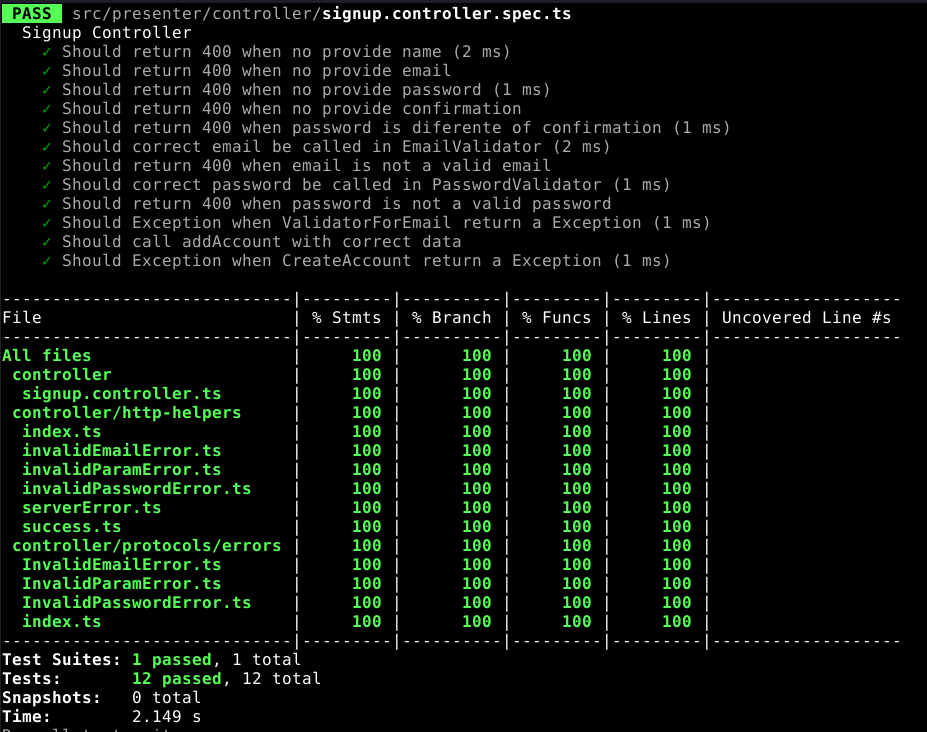 PASS src/presenter/controller/signup.controller.spec.ts
Signup Controller
✓ Should return 400 when no provide name (2 ms)
✓ Should return 400 when no provide email
✓ Should return 400 when no provide password (1 ms)
✓ Should return 400 when no provide confirmation
✓ Should return 400 when password is diferente of confirmation (1 ms)
✓ Should correct email be called in EmailValidator (2 ms)
✓ Should return 400 when email is not a valid email
✓ Should correct password be called in PasswordValidator (1 ms)
✓ Should return 400 when password is not a valid password
✓ Should Exception when ValidatorForEmail return a Exception (1 ms)
✓ Should call addAccount with correct data
✓ Should Exception when CreateAccount return a Exception (1 ms)
-----------------------------|---------|----------|---------|---------|-------------------
File | % Stmts | % Branch | % Funcs | % Lines | Uncovered Line #s
-----------------------------|---------|----------|---------|---------|-------------------
All files | 100 | 100 | 100 | 100 |
controller | 100 | 100 | 100 | 100 |
signup.controller.ts | 100 | 100 | 100 | 100 |
controller/http-helpers | 100 | 100 | 100 | 100 |
index.ts | 100 | 100 | 100 | 100 |
invalidEmailError.ts | 100 | 100 | 100 | 100 |
invalidParamError.ts | 100 | 100 | 100 | 100 |
invalidPasswordError.ts | 100 | 100 | 100 | 100 |
serverError.ts | 100 | 100 | 100 | 100 |
success.ts | 100 | 100 | 100 | 100 |
controller/protocols/errors | 100 | 100 | 100 | 100 |
InvalidEmailError.ts | 100 | 100 | 100 | 100 |
InvalidParamError.ts | 100 | 100 | 100 | 100 |
InvalidPasswordError.ts | 100 | 100 | 100 | 100 |
index.ts | 100 | 100 | 100 | 100 |
-----------------------------|---------|----------|---------|---------|-------------------
Test Suites: 1 passed, 1 total
Tests: 12 passed, 12 total
Snapshots: 0 total
Time: 2.149 s